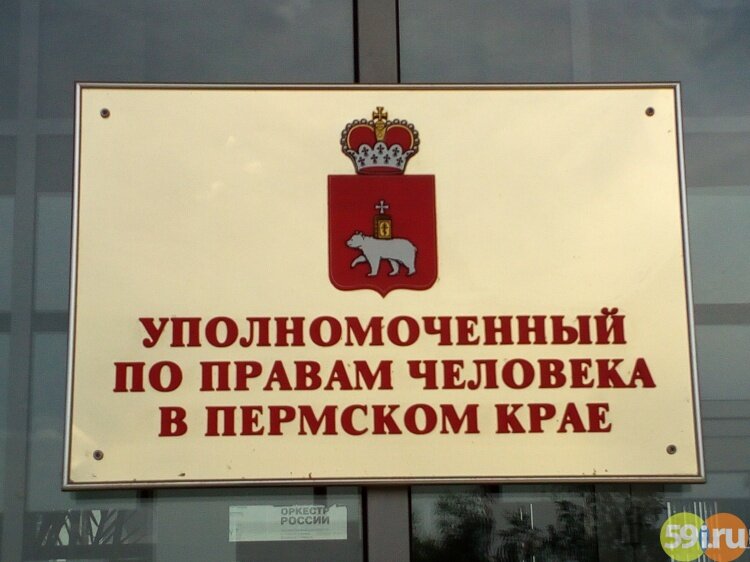 УПОЛНОМОЧЕННЫЙ
ПО ПРАВАМ ЧЕЛОВЕКА
В ПЕРМСКОМ КРАЕ
ОРКЕСТР
РОССИИ
59i.ru